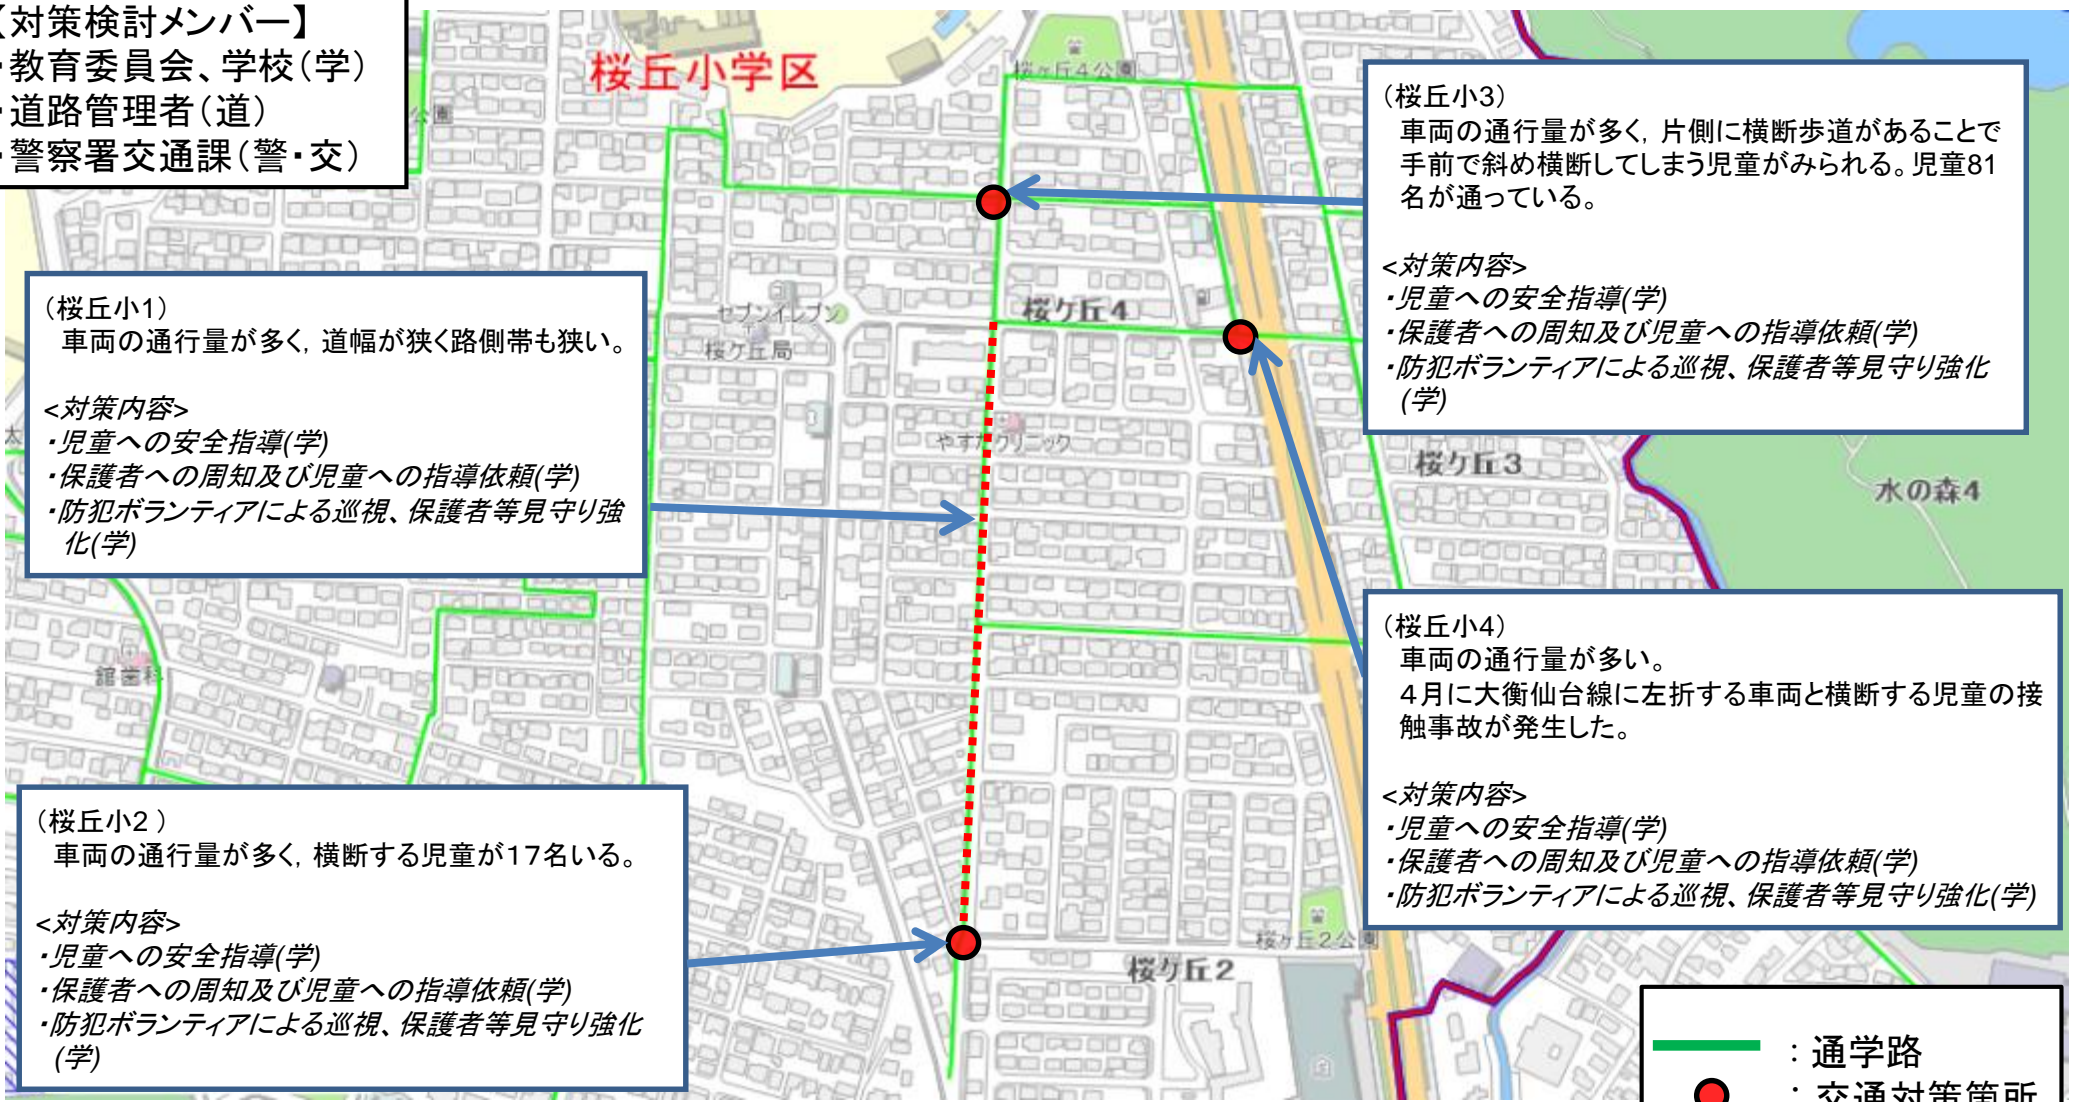 【対策検討メンバー】
・教育委員会、学校(学)
・道路管理者(道)
・警察署交通課(警・交)
桜丘小学区
桜ヶ丘4公園
公園
(桜丘小3)
車両の通行量が多く,片側に横断歩道があることで
手前で斜め横断してしまう児童がみられる。児童81
名が通っている。
<対策内容>
・児童への安全指導(学)
・保護者への周知及び児童への指導依頼(学)
・防犯ボランティアによる巡視、保護者等見守り強化
(学)
(桜丘小1)
車両の通行量が多く,道幅が狭く路側帯も狭い。
<対策内容>
・児童への安全指導(学)
・保護者への周知及び児童への指導依頼(学)
・防犯ボランティアによる巡視、保護者等見守り強
化(学)
セブンイレブン
桜ケ丘局
桜ケ丘4
やすだクリニック
桜ケ丘3
水の森4
太
舘歯科
(桜丘小4)
車両の通行量が多い。
4月に大衡仙台線に左折する車両と横断する児童の接
触事故が発生した。
<対策内容>
・児童への安全指導(学)
・保護者への周知及び児童への指導依頼(学)
・防犯ボランティアによる巡視、保護者等見守り強化(学)
(桜丘小2)
車両の通行量が多く,横断する児童が17名いる。
<対策内容>
・児童への安全指導(学)
・保護者への周知及び児童への指導依頼(学)
・防犯ボランティアによる巡視、保護者等見守り強化
(学)
桜ヶ丘2公園
桜ケ丘2
:通学路
:交通対策箇所